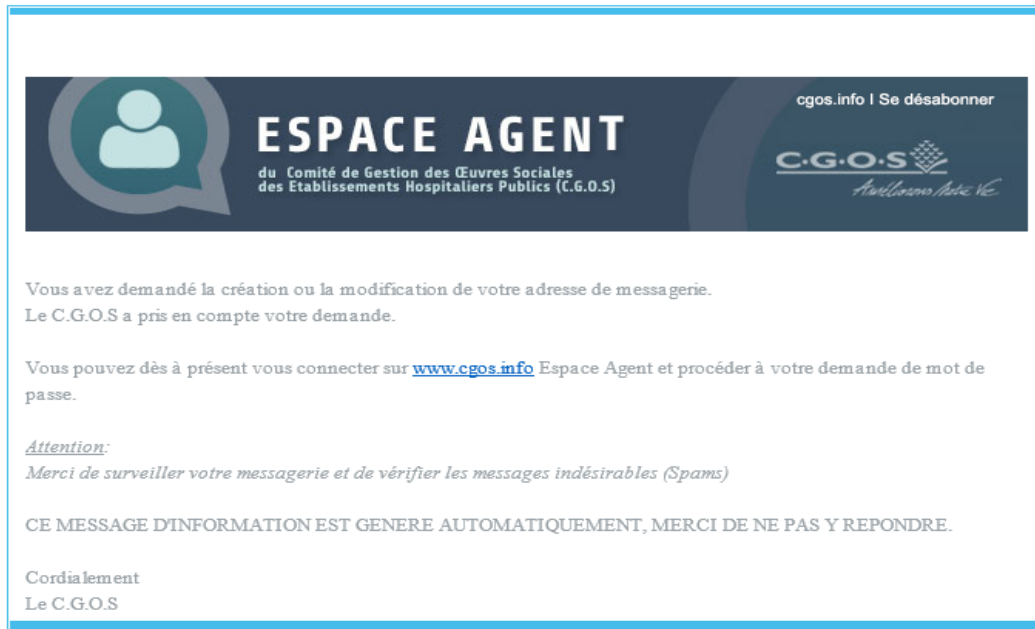 cgos.info I Se désabonner
ESPACE AGENT
du Comité de Gestion des Œuvres Sociales
des Etablissements Hospitaliers Publics (C.G.O.S)
C.G.O.S
Améliorons Notre Vie
Vous avez demandé la création ou la modification de votre adresse de messagerie.
Le C.G.O.S a pris en compte votre demande.
Vous pouvez dès à présent vous connecter sur www.cgos.info Espace Agent et procéder à votre demande de mot de
passe.
Attention:
Merci de surveiller votre messagerie et de vérifier les messages indésirables (Spams)
CE MESSAGE D'INFORMATION EST GENERE AUTOMATIQUEMENT, MERCI DE NE PAS Y REPONDRE.
Cordialement
Le C.G.O.S